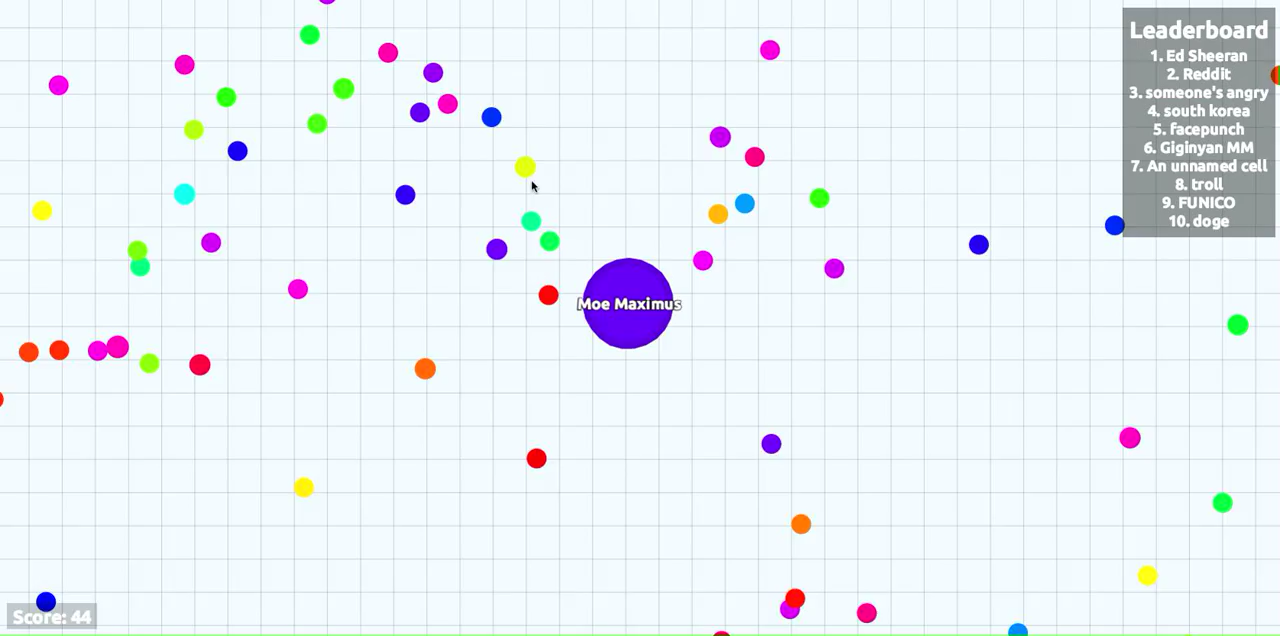 Leaderboard
1. Ed Sheeran
2. Reddit
3. someone's angry
4. south korea
5. facepunch
6. Giginyan MM
7. An unnamed cell
8. troll
9. FUNICO
10. doge
Moe Maximus
Score: 44